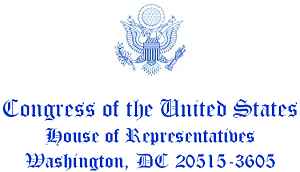 Congress of the United States
House of Representatives
Washington, DC 20515-3605